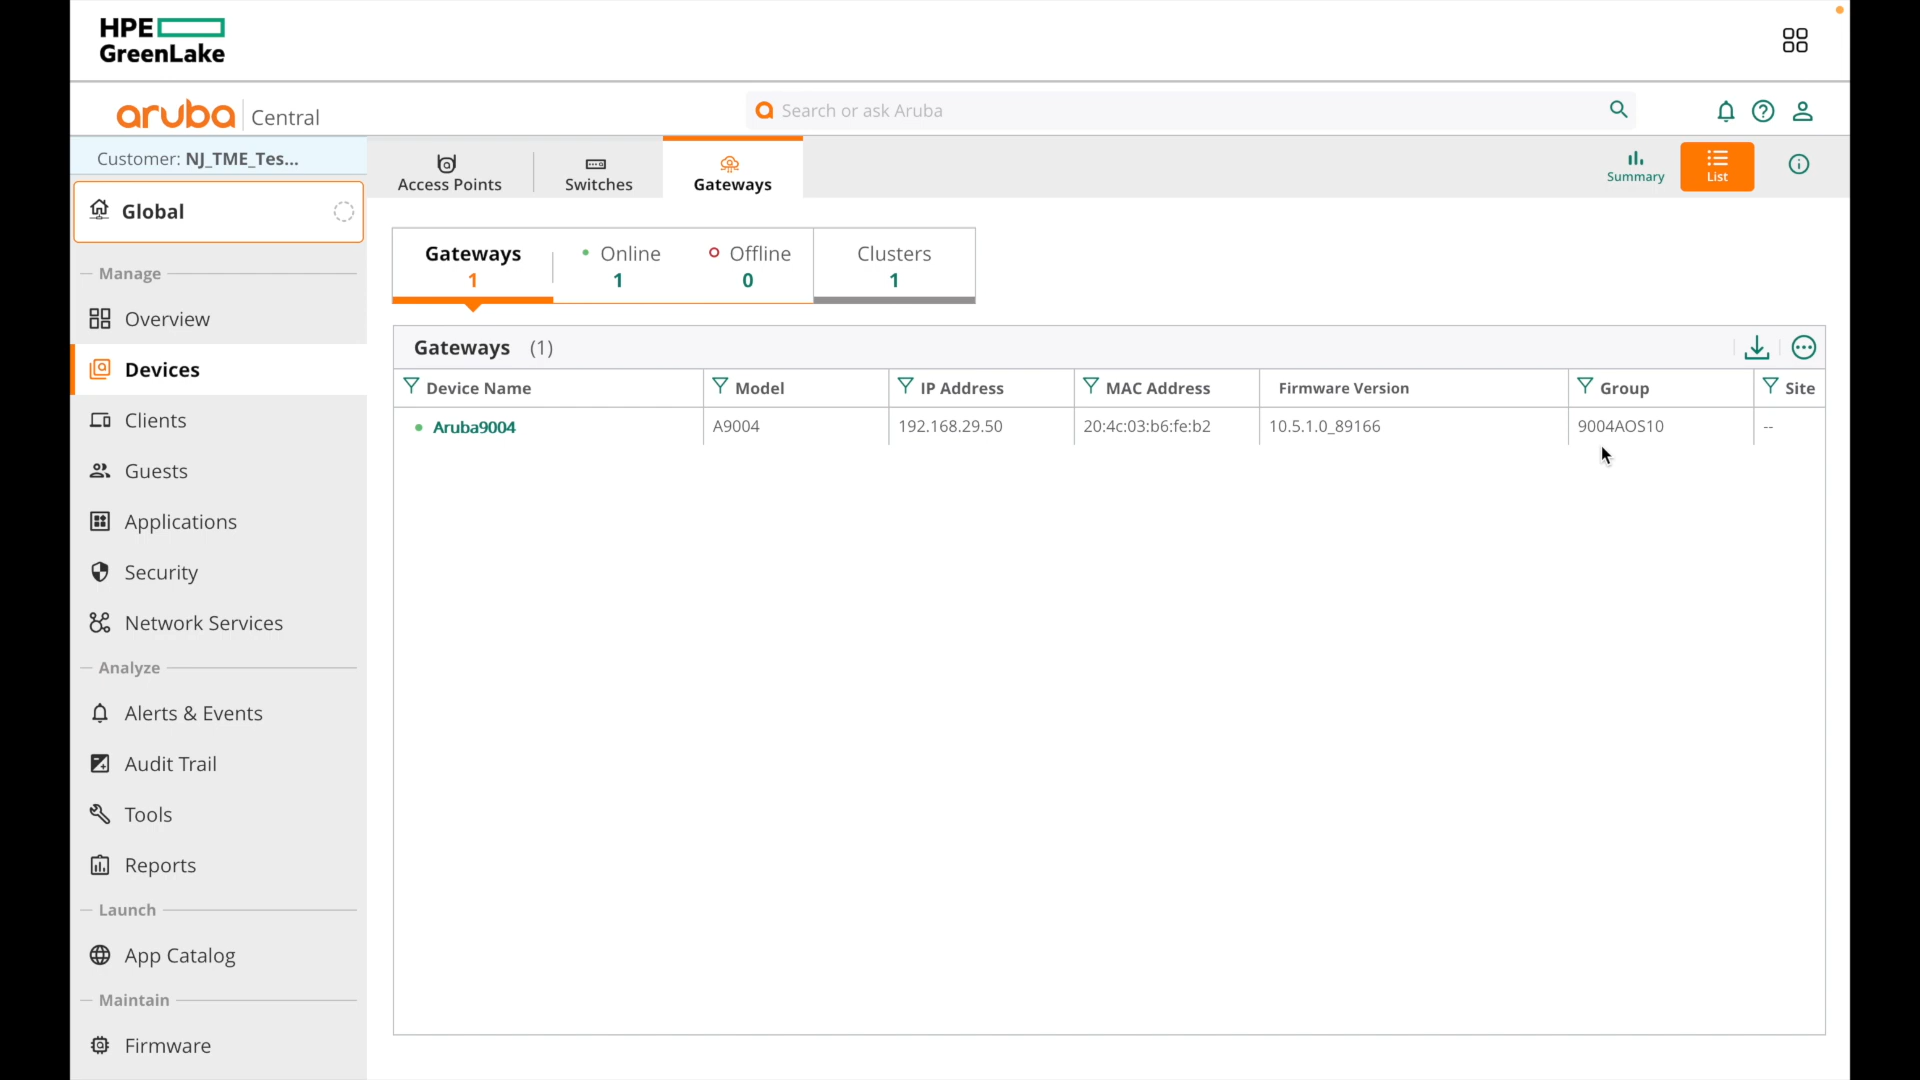 HPE
GreenLake
aruba Central
Search or ask Aruba
Customer: NJ_TME_Tes...
Access Points
Switches
Gateways
Summary
List
Global
Gateways
1
Online
1
Offline
0
Clusters
1
Manage
Overview
Devices
Clients
Guests
Applications
Security
Network Services
Analyze
Alerts & Events
Audit Trail
Tools
Reports
Launch
App Catalog
Maintain
Firmware
Gateways (1)
Device Name Model IP Address MAC Address Firmware Version Group Site
Aruba9004 A9004 192.168.29.50 20:4c:03:b6:fe:b2 10.5.1.0_89166 9004AOS10 --